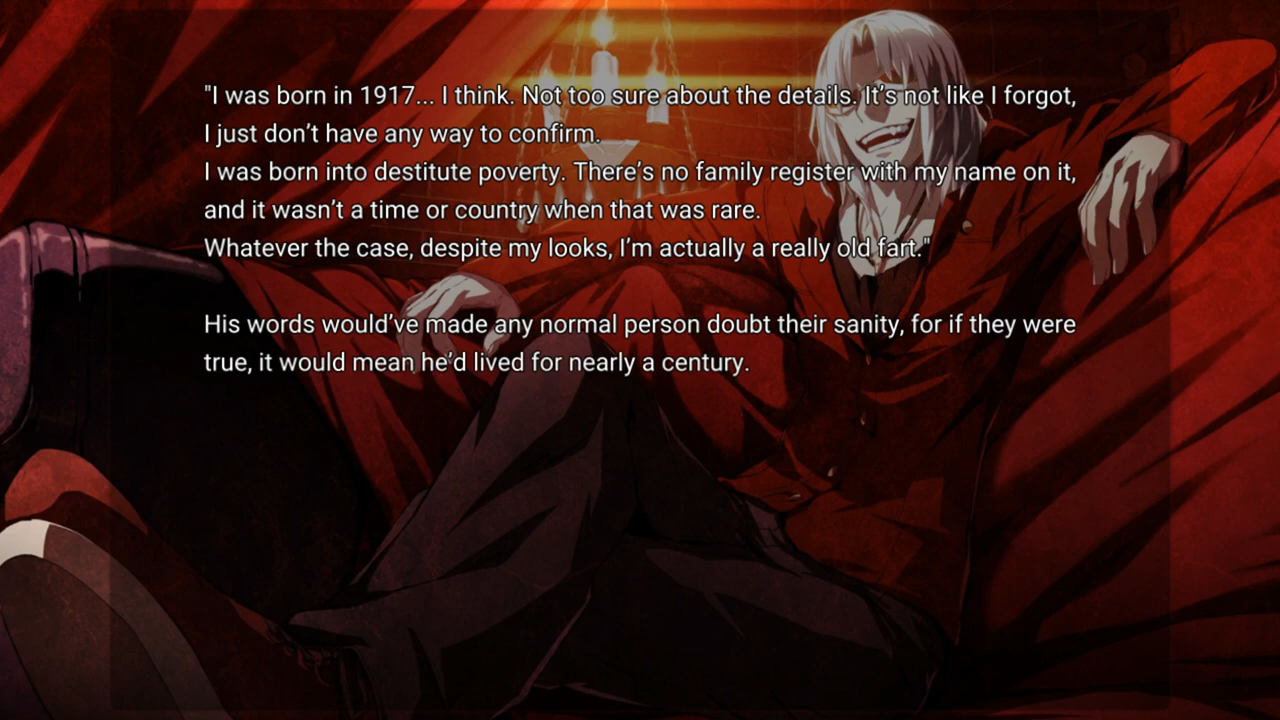 "I was born in 1917... I think. Not too sure about the details. It’s not like I forgot,
I just don’t have any way to confirm.
I was born into destitute poverty. There’s no family register with my name on it,
and it wasn’t a time or country when that was rare.
Whatever the case, despite my looks, I’m actually a really old fart."
His words would’ve made any normal person doubt their sanity, for if they were
true, it would mean he’d lived for nearly a century.